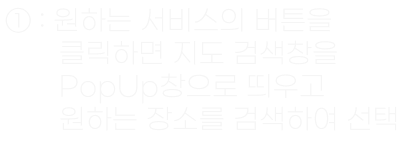 ① : 원하는 서비스의 버튼을
클릭하면 지도 검색창을
PopUp창으로 띄우고
원하는 장소를 검색하여 선택